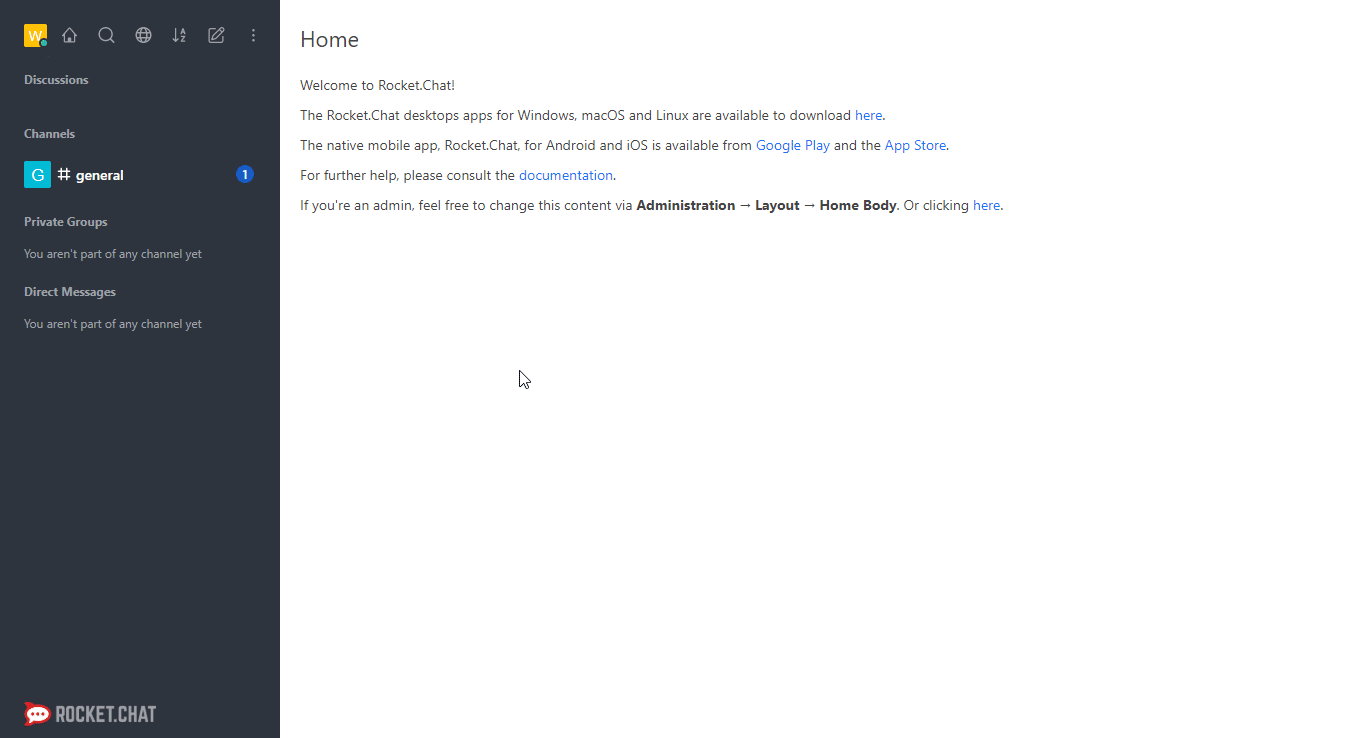 W
Discussions
Channels
G # general 1
Private Groups
You aren't part of any channel yet
Direct Messages
You aren't part of any channel yet
ROCKET.CHAT
Home
Welcome to Rocket.Chat!
The Rocket.Chat desktops apps for Windows, macOS and Linux are available to download here.
The native mobile app, Rocket.Chat, for Android and iOS is available from Google Play and the App Store.
For further help, please consult the documentation.
If you're an admin, feel free to change this content via Administration → Layout → Home Body. Or clicking here.